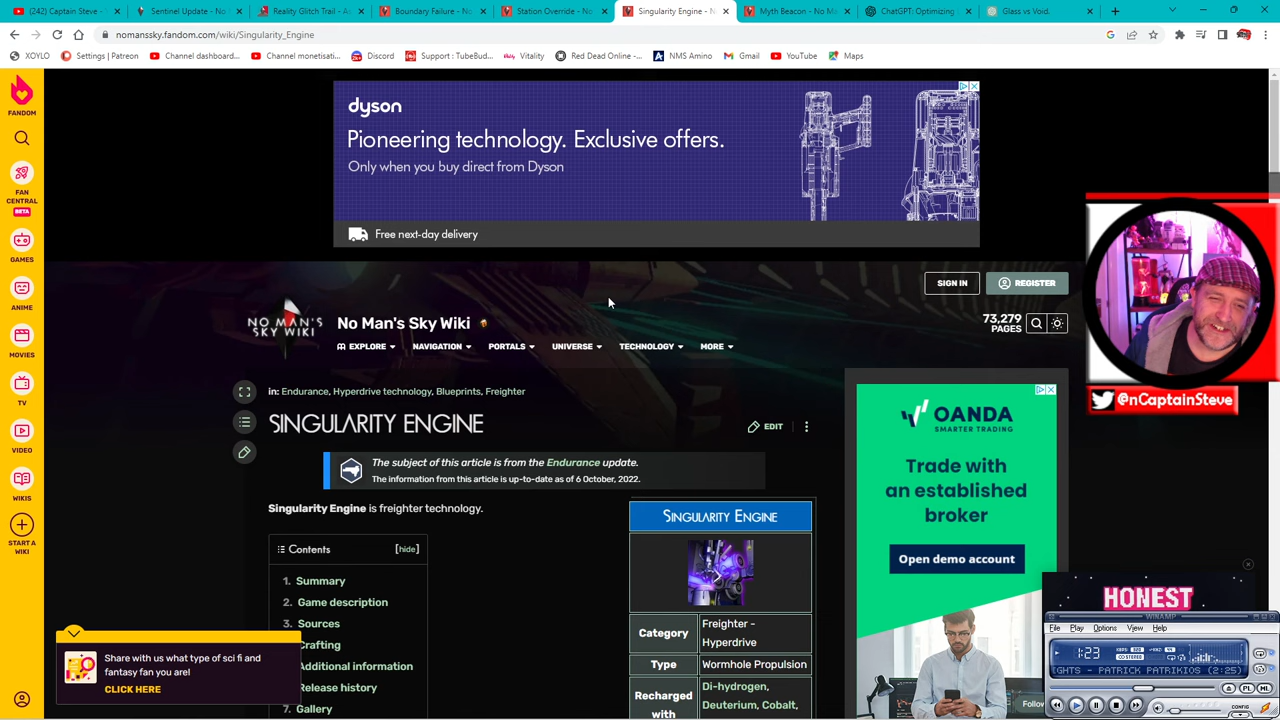 (242) Captain Steve -
Sentinel Update - No
Reality Glitch Trail - As
Boundary Failure - No
Station Override - No
Singularity Engine - N
Myth Beacon - No Ma
ChatGPT: Optimizing
Glass vs Void.
nomanssky.fandom.com/wiki/Singularity_Engine
XOYLO
Settings | Patreon
Channel dashboard...
Channel monetisati...
Discord
Support : TubeBud...
Vitality
Red Dead Online -...
NMS Amino
Gmail
YouTube
Maps
FANDOM
FAN CENTRAL
BETA
GAMES
ANIME
MOVIES
TV
VIDEO
WIKIS
START A WIKI
dyson
Pioneering technology. Exclusive offers.
Only when you buy direct from Dyson
Free next-day delivery
SIGN IN
REGISTER
NO MAN'S SKY WIKI
No Man's Sky Wiki
73,279
PAGES
EXPLORE
NAVIGATION
PORTALS
UNIVERSE
TECHNOLOGY
MORE
in: Endurance, Hyperdrive technology, Blueprints, Freighter
SINGULARITY ENGINE
EDIT
The subject of this article is from the Endurance update.
The information from this article is up-to-date as of 6 October, 2022.
Singularity Engine is freighter technology.
Contents [hide]
1. Summary
2. Game description
3. Sources
Crafting
Additional information
Release history
7. Gallery
SINGULARITY ENGINE
Category
Freighter -
Hyperdrive
Type
Wormhole Propulsion
Recharged
with
Di-hydrogen,
Deuterium, Cobalt,
Share with us what type of sci fi and
fantasy fan you are!
CLICK HERE
OANDA
SMARTER TRADING
Trade with
an established
broker
Open demo account
@nCaptainSteve
HONEST
WINAMP
File Play Options View Help
1:23
STEREO
GHTS - PATRICK PATRIKIOS (2:25)
PL
ML
Follow